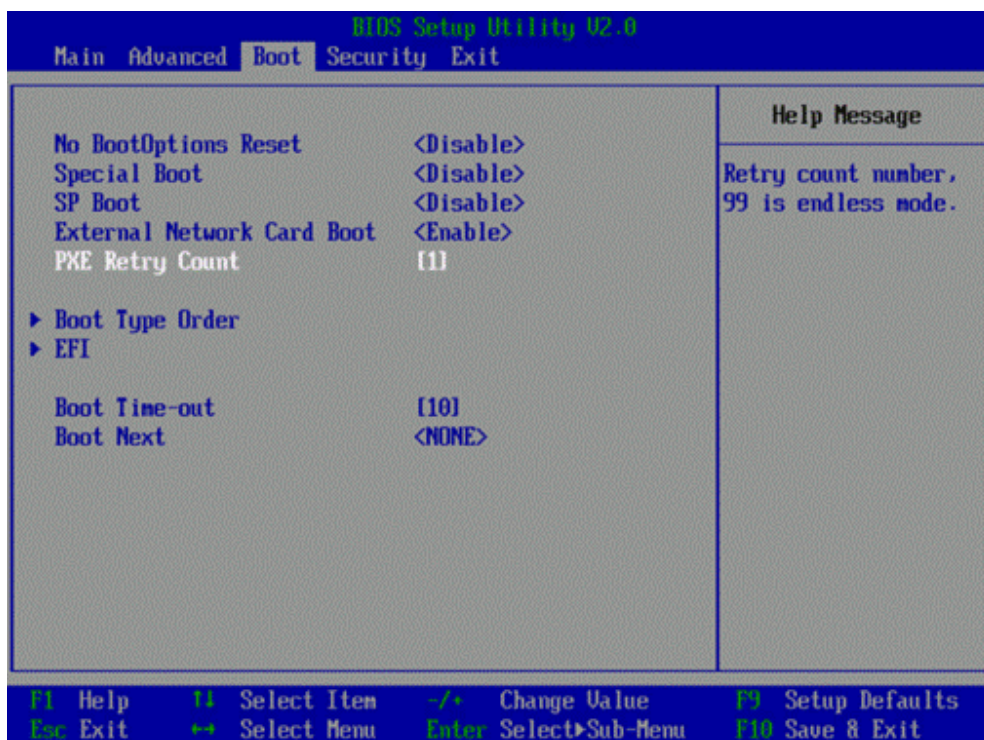 BIOS Setup Utility V2.0
Main Advanced Boot Security Exit
No BootOptions Reset <Disable>
Special Boot <Disable>
SP Boot <Disable>
External Network Card Boot <Enable>
PXE Retry Count [1]
▶ Boot Type Order
▶ EFI
Boot Time-out [10]
Boot Next <NONE>
Help Message
Retry count number,
99 is endless mode.
F1 Help ↑↓ Select Item -/+ Change Value F9 Setup Defaults
Esc Exit ←→ Select Menu Enter Select▶Sub-Menu F10 Save & Exit